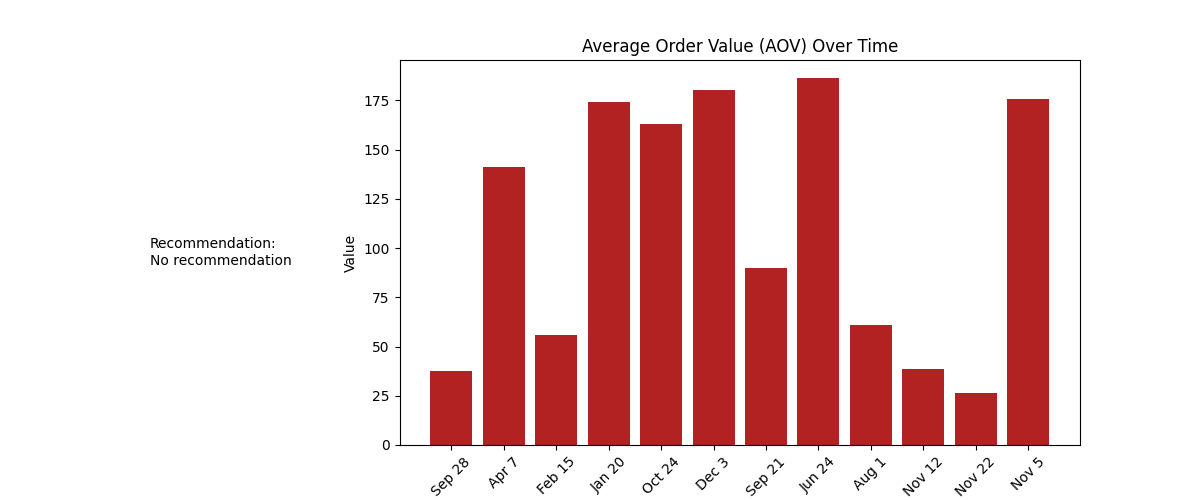 Average Order Value (AOV) Over Time
Recommendation:
No recommendation
Value
175
150
125
100
75
50
25
0
Sep 28
Apr 7
Feb 15
Jan 20
Oct 24
Dec 3
Sep 21
Jun 24
Aug 1
Nov 12
Nov 22
Nov 5